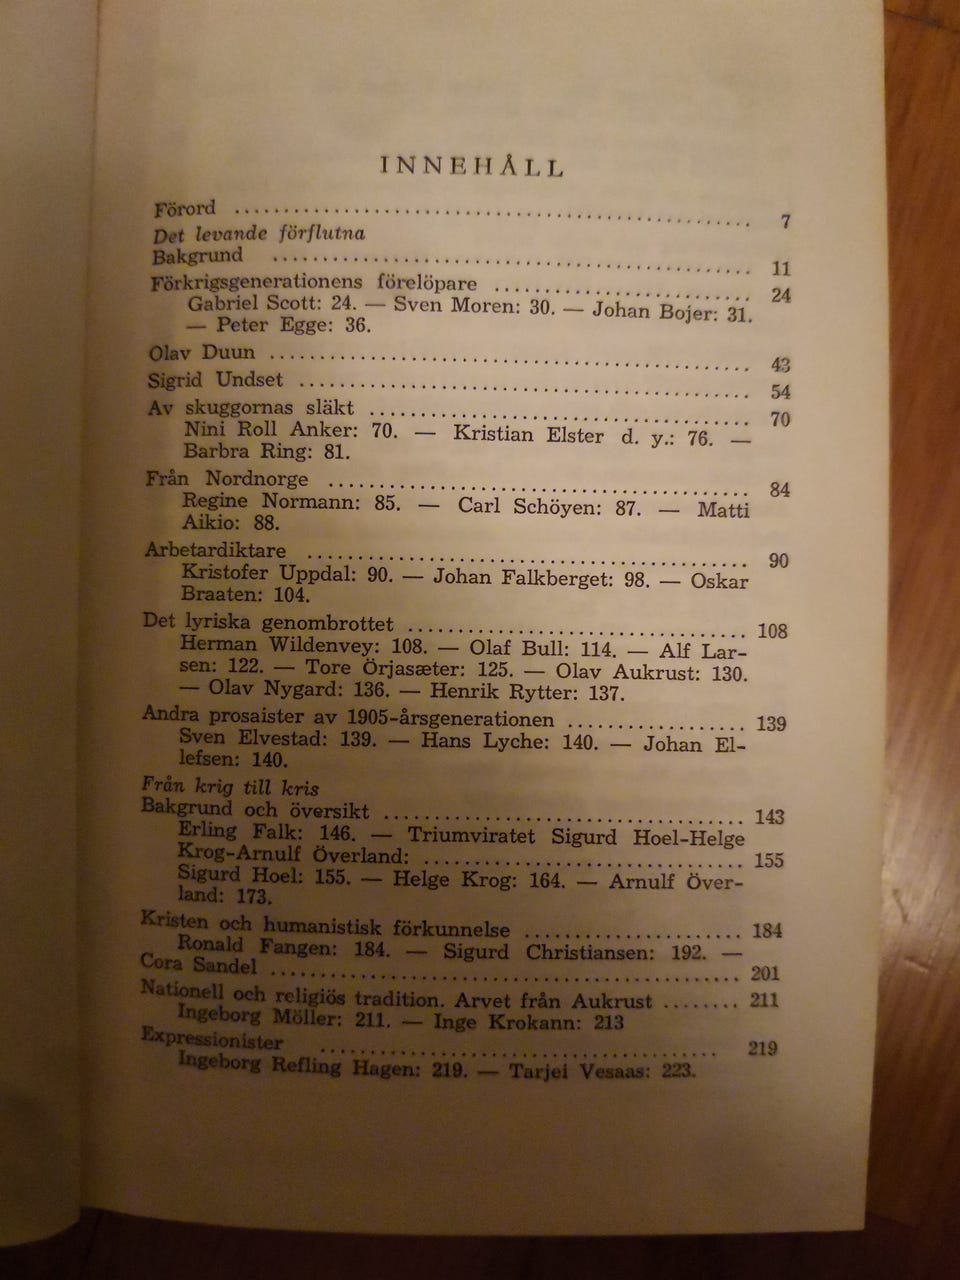 INNEHÅLL
Förord ........................................ 7
Det levande förflutna
Bakgrund ........................................ 11
Förkrigsgenerationens förelöpare ........................................ 24
Gabriel Scott: 24. — Sven Moren: 30. — Johan Bojer: 31.
— Peter Egge: 36.
Olav Duun ........................................ 43
Sigrid Undset ........................................ 54
Av skuggornas släkt ........................................ 70
Nini Roll Anker: 70. — Kristian Elster d. y.: 76. —
Barbra Ring: 81.
Från Nordnorge ........................................ 84
Regine Normann: 85. — Carl Schöyen: 87. — Matti
Aikio: 88.
Arbetardiktare ........................................ 90
Kristofer Uppdal: 90. — Johan Falkberget: 98. — Oskar
Braaten: 104.
Det lyriska genombrottet ........................................ 108
Herman Wildenvey: 108. — Olaf Bull: 114. — Alf Lar-
sen: 122. — Tore Örjasæter: 125. — Olav Aukrust: 130.
— Olav Nygard: 136. — Henrik Rytter: 137.
Andra prosaister av 1905-årsgenerationen .................. 139
Sven Elvestad: 139. — Hans Lyche: 140. — Johan El-
lefsen: 140.
Från krig till kris
Bakgrund och översikt ........................................ 143
Erling Falk: 146. — Triumviratet Sigurd Hoel-Helge
Krog-Arnulf Överland: ........................................ 155
Sigurd Hoel: 155. — Helge Krog: 164. — Arnulf Över-
land: 173.
Kristen och humanistisk förkunnelse ...................... 184
Ronald Fangen: 184. — Sigurd Christiansen: 192. —
Cora Sandel ........................................ 201
Nationell och religiös tradition. Arvet från Aukrust ........ 211
Ingeborg Möller: 211. — Inge Krokann: 213
Expressionister ........................................ 219
Ingeborg Refling Hagen: 219. — Tarjei Vesaas: 223.